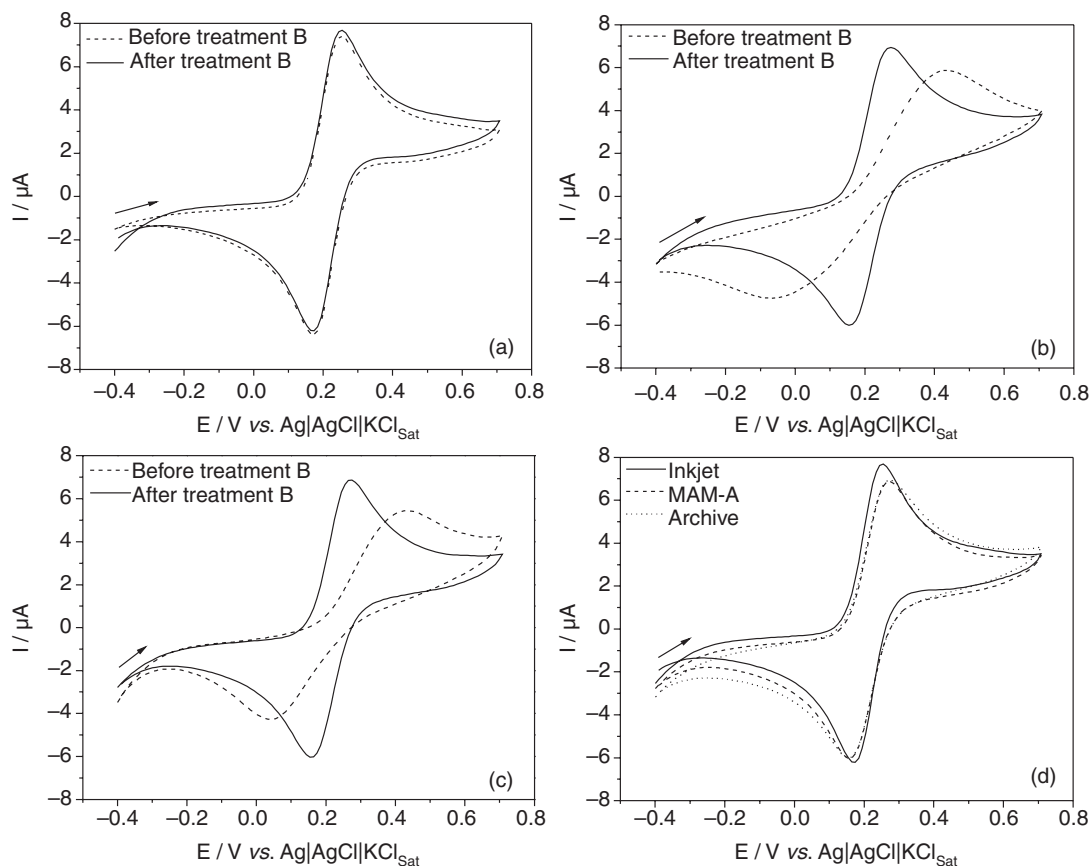 8
6
4
2
0
−2
−4
−6
−8
I / μA
Before treatment B
After treatment B
(a)
−0.4 −0.2 0.0 0.2 0.4 0.6 0.8
E / V vs. Ag|AgCl|KCl_Sat
8
6
4
2
0
−2
−4
−6
−8
I / μA
Before treatment B
After treatment B
(b)
−0.4 −0.2 0.0 0.2 0.4 0.6 0.8
E / V vs. Ag|AgCl|KCl_Sat
8
6
4
2
0
−2
−4
−6
−8
I / μA
Before treatment B
After treatment B
(c)
−0.4 −0.2 0.0 0.2 0.4 0.6 0.8
E / V vs. Ag|AgCl|KCl_Sat
8
6
4
2
0
−2
−4
−6
−8
I / μA
Inkjet
MAM-A
Archive
(d)
−0.4 −0.2 0.0 0.2 0.4 0.6 0.8
E / V vs. Ag|AgCl|KCl_Sat